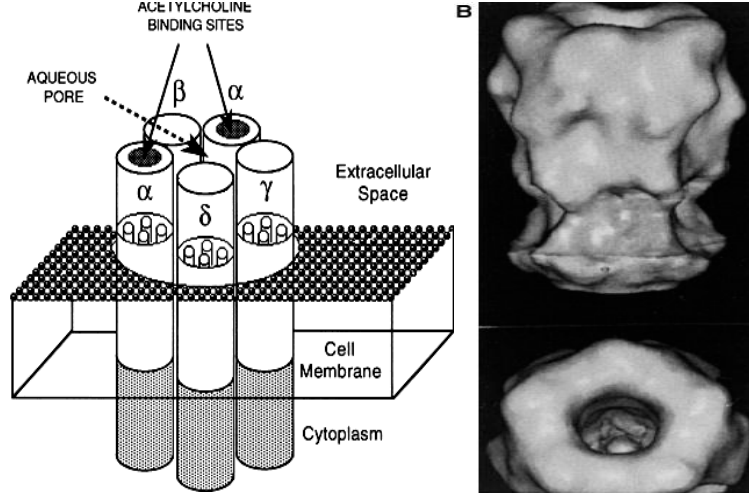 ACETYLCHOLINE
BINDING SITES
B
AQUEOUS
PORE
β
α
α
δ
γ
Extracellular
Space
Cell
Membrane
Cytoplasm